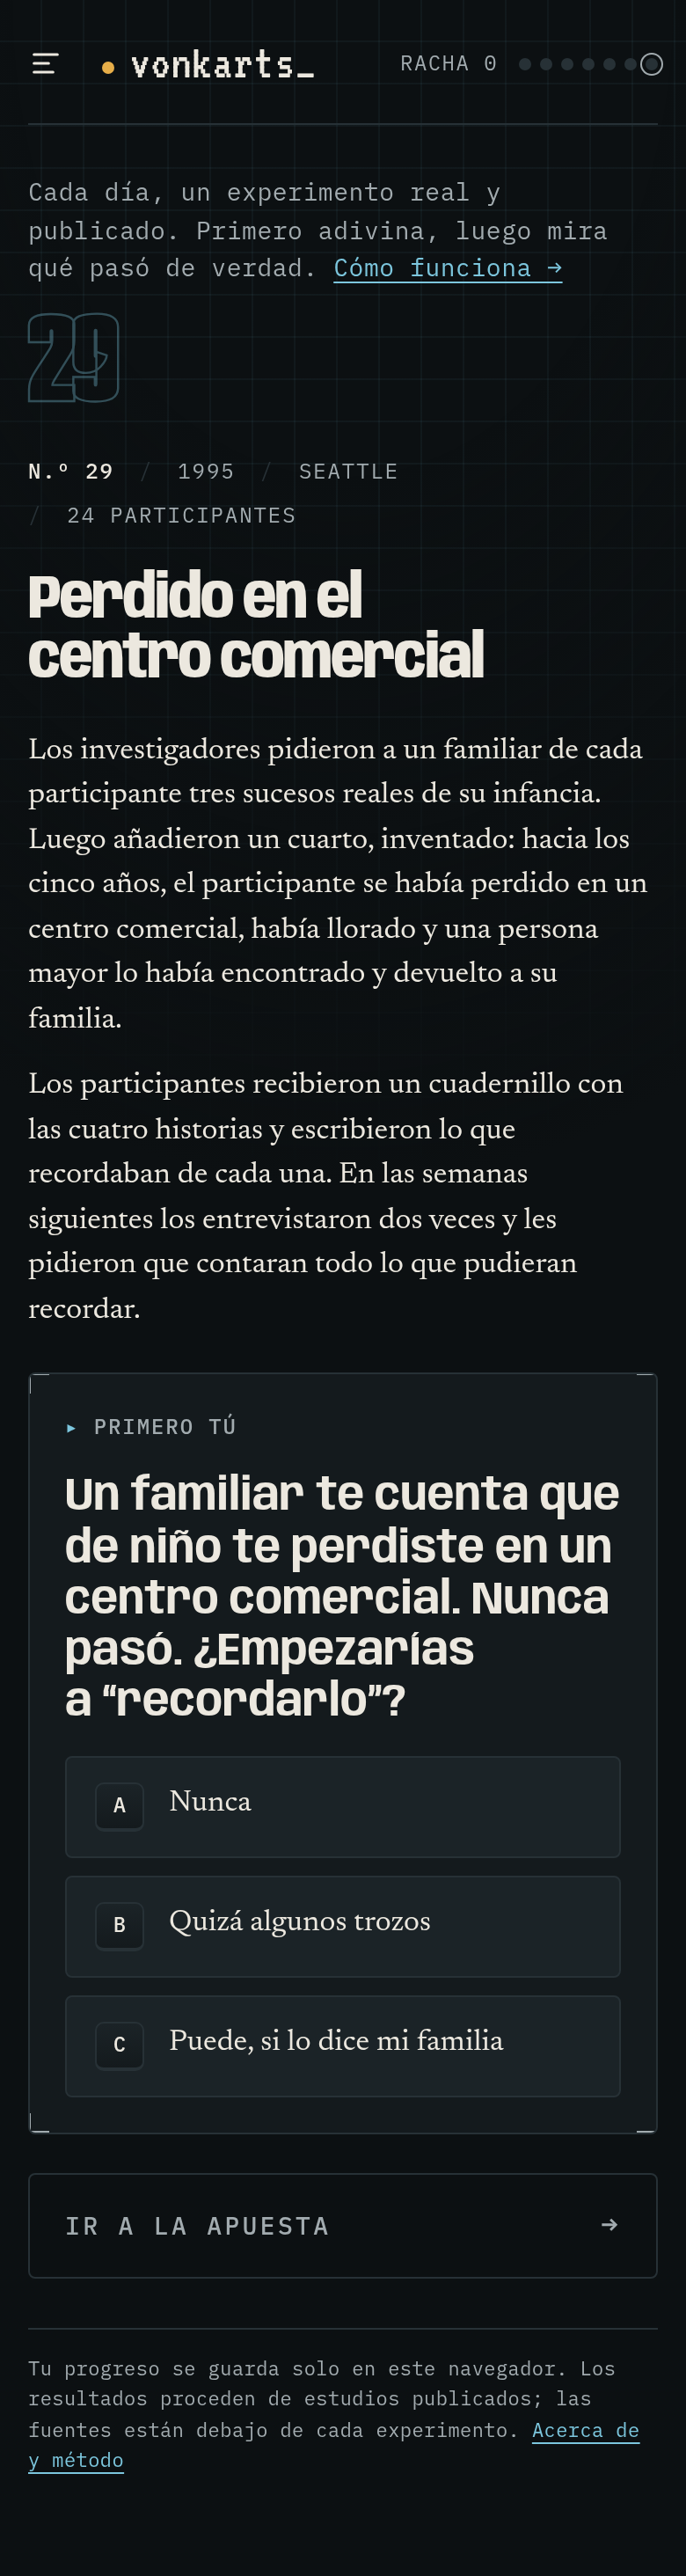 vonkarts_
RACHA 0
Cada día, un experimento real y
publicado. Primero adivina, luego mira
qué pasó de verdad. Cómo funciona →
29
N.º 29 / 1995 / SEATTLE
/ 24 PARTICIPANTES
Perdido en el
centro comercial
Los investigadores pidieron a un familiar de cada
participante tres sucesos reales de su infancia.
Luego añadieron un cuarto, inventado: hacia los
cinco años, el participante se había perdido en un
centro comercial, había llorado y una persona
mayor lo había encontrado y devuelto a su
familia.
Los participantes recibieron un cuadernillo con
las cuatro historias y escribieron lo que
recordaban de cada una. En las semanas
siguientes los entrevistaron dos veces y les
pidieron que contaran todo lo que pudieran
recordar.
▸ PRIMERO TÚ
Un familiar te cuenta que
de niño te perdiste en un
centro comercial. Nunca
pasó. ¿Empezarías
a “recordarlo”?
A Nunca
B Quizá algunos trozos
C Puede, si lo dice mi familia
IR A LA APUESTA →
Tu progreso se guarda solo en este navegador. Los
resultados proceden de estudios publicados; las
fuentes están debajo de cada experimento. Acerca de
y método